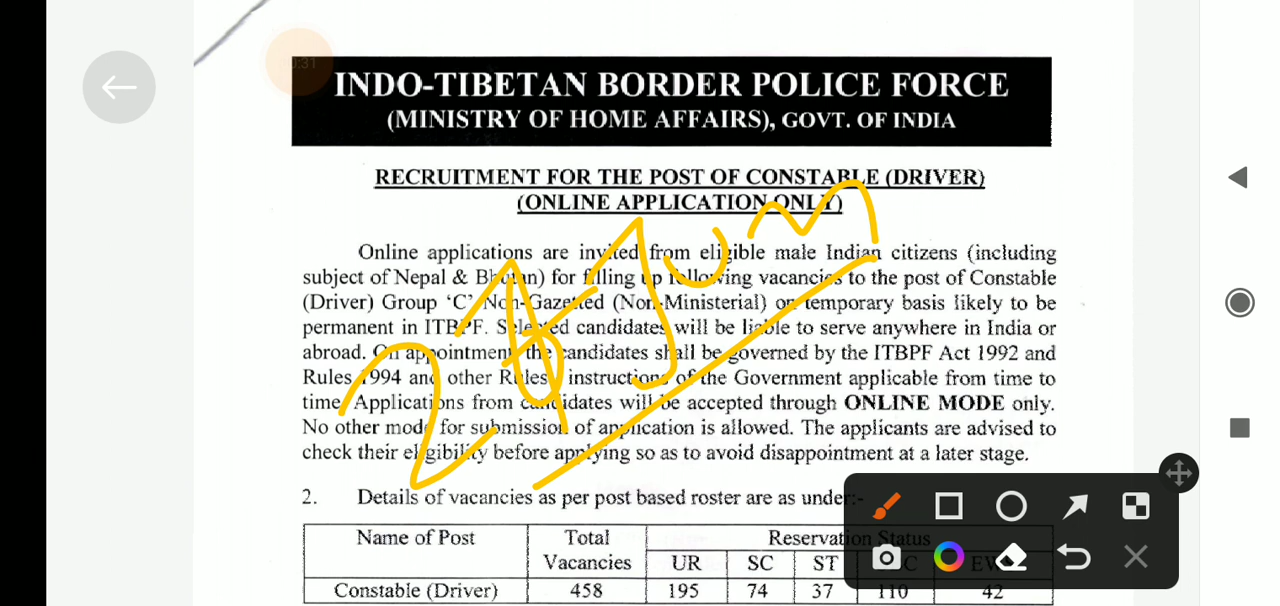 :31
INDO-TIBETAN BORDER POLICE FORCE
(MINISTRY OF HOME AFFAIRS), GOVT. OF INDIA
RECRUITMENT FOR THE POST OF CONSTABLE (DRIVER)
(ONLINE APPLICATION ONLY)
Online applications are invited from eligible male Indian citizens (including
subject of Nepal & Bhutan) for filling up following vacancies to the post of Constable
(Driver) Group ‘C’ Non-Gazetted (Non-Ministerial) on temporary basis likely to be
permanent in ITBPF. Selected candidates will be liable to serve anywhere in India or
abroad. On appointment, the candidates shall be governed by the ITBPF Act 1992 and
Rules 1994 and other Rules/ instructions of the Government applicable from time to
time. Applications from candidates will be accepted through ONLINE MODE only.
No other mode for submission of application is allowed. The applicants are advised to
check their eligibility before applying so as to avoid disappointment at a later stage.
2. Details of vacancies as per post based roster are as under:-
Name of Post Total Vacancies Reservation Status
UR SC ST
Constable (Driver) 458 195 74 37 110 42